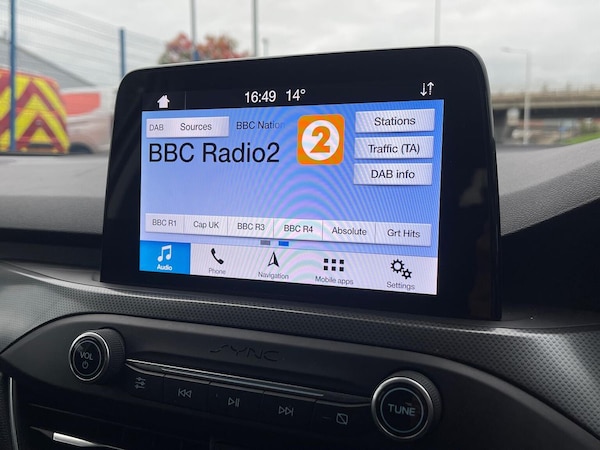 16:49 14°
DAB Sources BBC Nation
2
Stations
BBC Radio2
Traffic (TA)
DAB info
BBC R1 Cap UK BBC R3 BBC R4 Absolute Grt Hits
Audio Phone Navigation Mobile apps Settings
SYNC
VOL
TUNE